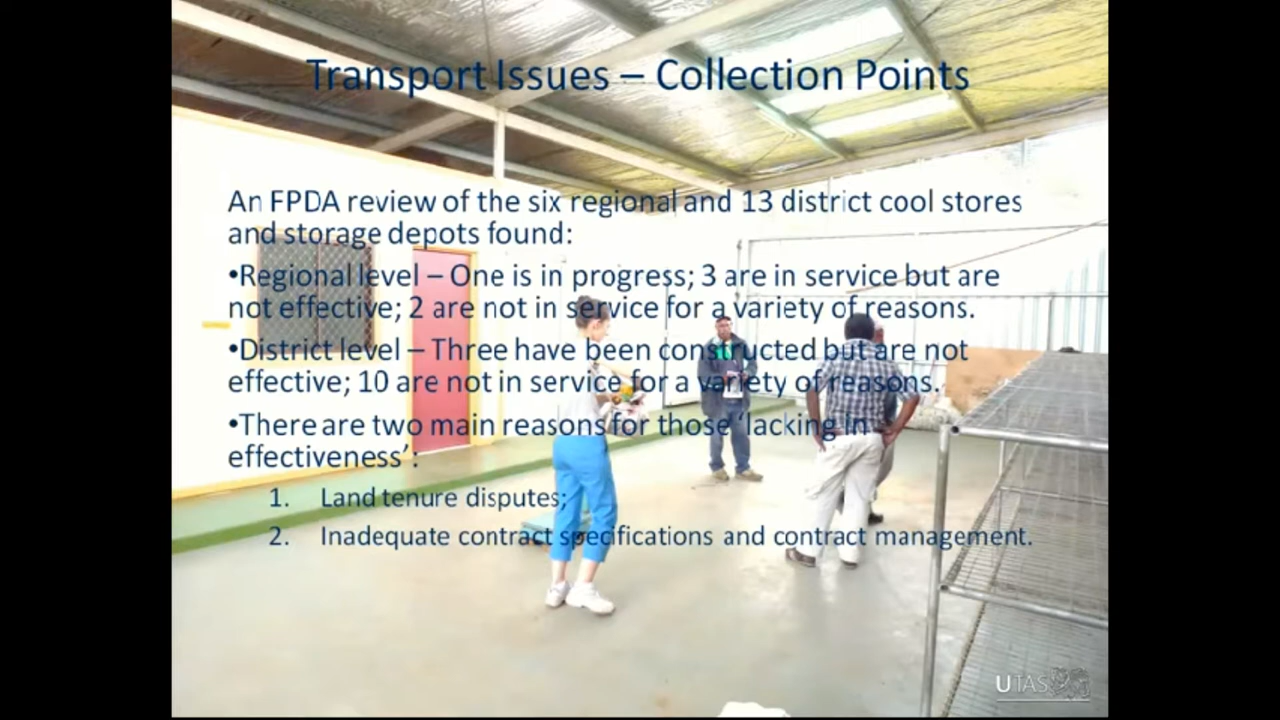 Transport Issues – Collection Points
An FPDA review of the six regional and 13 district cool stores
and storage depots found:
•Regional level – One is in progress; 3 are in service but are
not effective; 2 are not in service for a variety of reasons.
•District level – Three have been constructed but are not
effective; 10 are not in service for a variety of reasons.
•There are two main reasons for those ‘lacking in
effectiveness’:
1. Land tenure disputes;
2. Inadequate contract specifications and contract management.
UTAS